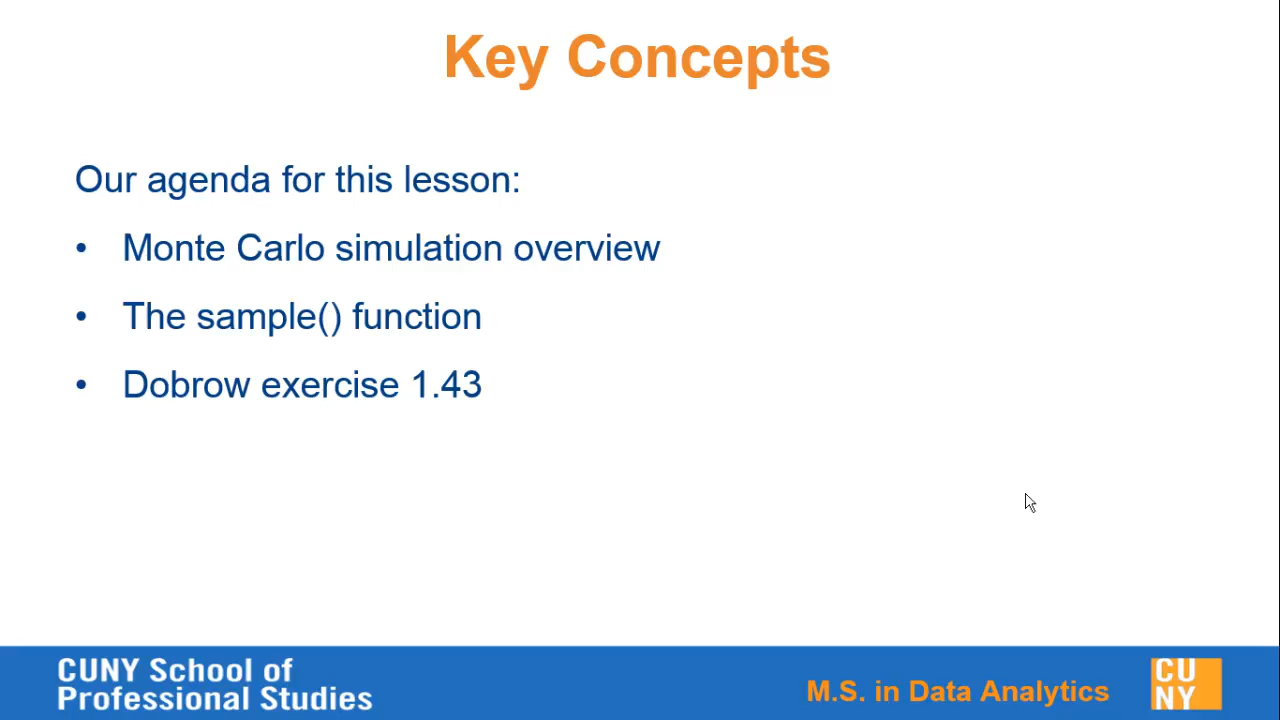 Key Concepts
Our agenda for this lesson:
• Monte Carlo simulation overview
• The sample() function
• Dobrow exercise 1.43
CUNY School of
Professional Studies
M.S. in Data Analytics
CU
NY